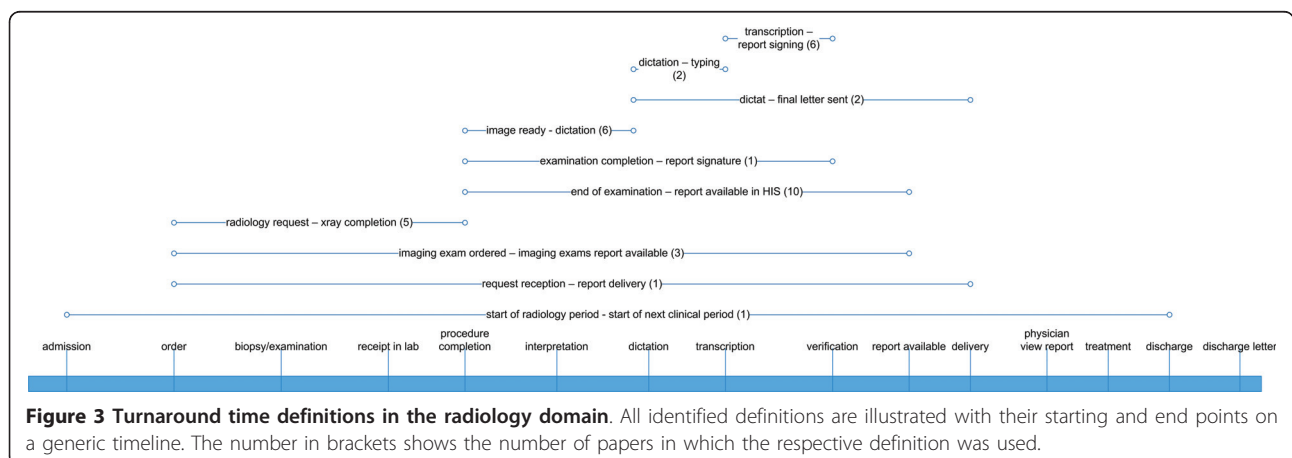 transcription –
report signing (6)
dictation – typing
(2)
dictat – final letter sent (2)
image ready - dictation (6)
examination completion – report signature (1)
end of examination – report available in HIS (10)
radiology request – xray completion (5)
imaging exam ordered – imaging exams report available (3)
request reception – report delivery (1)
start of radiology period - start of next clinical period (1)
admission
order
biopsy/examination
receipt in lab
procedure
completion
interpretation
dictation
transcription
verification
report available
delivery
physician
view report
treatment
discharge
discharge letter
Figure 3 Turnaround time definitions in the radiology domain. All identified definitions are illustrated with their starting and end points on
a generic timeline. The number in brackets shows the number of papers in which the respective definition was used.